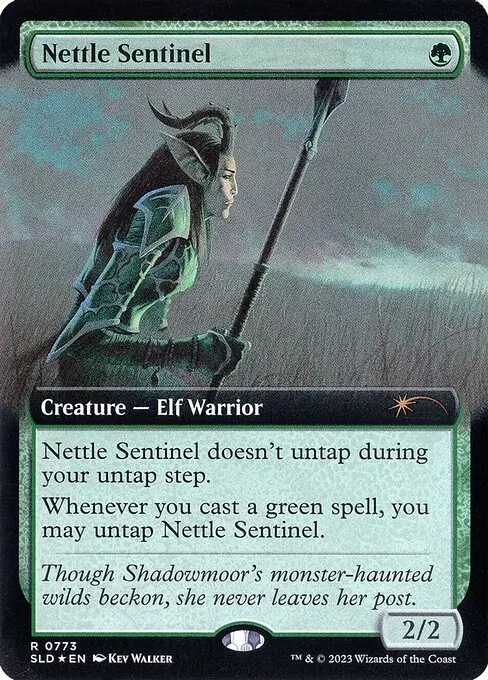 Nettle Sentinel
Creature — Elf Warrior
Nettle Sentinel doesn't untap during
your untap step.
Whenever you cast a green spell, you
may untap Nettle Sentinel.
Though Shadowmoor's monster-haunted
wilds beckon, she never leaves her post.
2/2
R 0773
SLD★EN Kev Walker
™ & © 2023 Wizards of the Coast